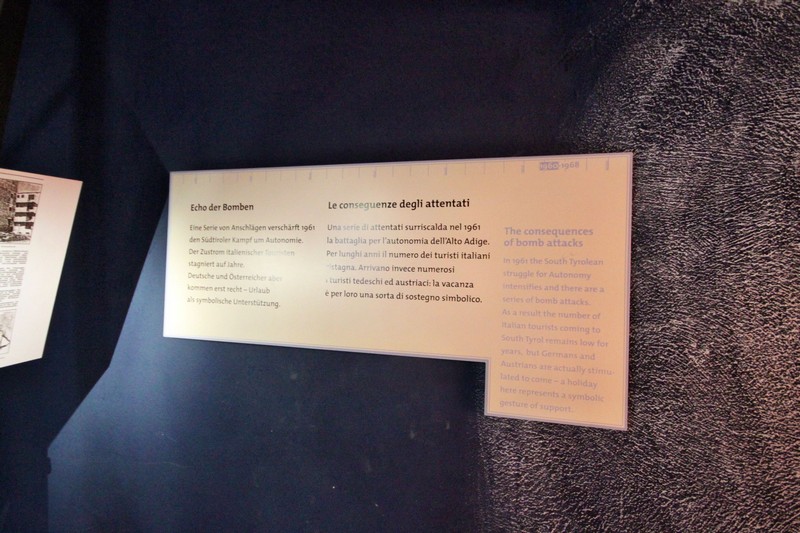 1968
Echo der Bomben
Eine Serie von Anschlägen verschärft 1961
den Südtiroler Kampf um Autonomie.
Der Zustrom italienischer
stagniert auf Jahre.
Deutsche und Österreicher aber
kommen erst recht – Urlaub
als symbolische Unterstützung.
Le conseguenze degli attentati
Una serie di attentati surriscalda nel 1961
la battaglia per l'autonomia dell'Alto Adige.
Per lunghi anni il numero dei turisti italiani
ristagna. Arrivano invece numerosi
i turisti tedeschi ed austriaci: la vacanza
è per loro una sorta di sostegno simbolico.
The consequences
of bomb attacks
In 1961 the South Tyrolean
struggle for Autonomy
intensifies and there are a
series of bomb attacks.
As a result the number of
Italian tourists coming to
South Tyrol remains low for
years, but Germans and
Austrians are actually stimu-
lated to come – a holiday
here represents a symbolic
gesture of support.